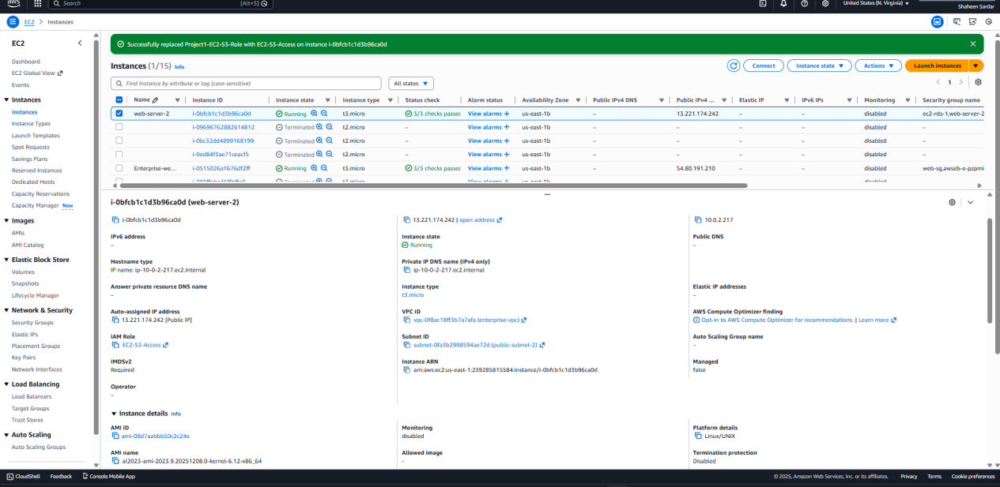 aws
Search
[Alt+S]
United States (N. Virginia)
Shaheen Sardar
EC2 > Instances
EC2
Dashboard
EC2 Global View
Events
Instances
Instances
Instance Types
Launch Templates
Spot Requests
Savings Plans
Reserved Instances
Dedicated Hosts
Capacity Reservations
Capacity Manager New
Images
AMIs
AMI Catalog
Elastic Block Store
Volumes
Snapshots
Lifecycle Manager
Network & Security
Security Groups
Elastic IPs
Placement Groups
Key Pairs
Network Interfaces
Load Balancing
Load Balancers
Target Groups
Trust Stores
Auto Scaling
Auto Scaling Groups
Successfully replaced Project1-EC2-S3-Role with EC2-S3-Access on instance i-0bfcb1c1d3b96ca0d
Instances (1/15) Info
Connect
Instance state
Actions
Launch instances
Find Instance by attribute or tag (case-sensitive)
All states
1
Name Instance ID Instance state Instance type Status check Alarm status Availability Zone Public IPv4 DNS Public IPv4 ... Elastic IP IPv6 IPs Monitoring Security group name
web-server-2 i-0bfcb1c1d3b96ca0d Running t3.micro 3/3 checks passed View alarms + us-east-1b – 13.221.174.242 – – disabled ec2-rds-1,web-server-2
i-09696762882614812 Terminated t2.micro – View alarms + us-east-1b – – – – disabled –
i-0bc32dd4899168199 Terminated t2.micro – View alarms + us-east-1b – – – – disabled –
i-0ed84f3ae71ceacf5 Terminated t2.micro – View alarms + us-east-1b – – – – disabled –
Enterprise-we... i-0515026a1676df2ff Running t3.micro 3/3 checks passed View alarms + us-east-1b – 54.80.191.210 – – disabled web-sg,awseb-e-pzpmi
i-0bfcb1c1d3b96ca0d (web-server-2)
i-0bfcb1c1d3b96ca0d
13.221.174.242 | open address
10.0.2.217
IPv6 address
–
Instance state
Running
Public DNS
–
Hostname type
IP name: ip-10-0-2-217.ec2.internal
Private IP DNS name (IPv4 only)
ip-10-0-2-217.ec2.internal
Answer private resource DNS name
–
Instance type
t3.micro
Elastic IP addresses
–
Auto-assigned IP address
13.221.174.242 [Public IP]
VPC ID
vpc-0f8ac18ff3b7a7afa (enterprise-vpc)
AWS Compute Optimizer finding
Opt-in to AWS Compute Optimizer for recommendations. | Learn more
IAM Role
EC2-S3-Access
Subnet ID
subnet-0fa3b2998594ae72d (public-subnet-2)
Auto Scaling Group name
–
IMDSv2
Required
Instance ARN
arn:aws:ec2:us-east-1:239285815584:instance/i-0bfcb1c1d3b96ca0d
Managed
false
Operator
–
Instance details Info
AMI ID
ami-08d7aabbb50c2c24e
Monitoring
disabled
Platform details
Linux/UNIX
AMI name
al2023-ami-2023.9.20251208.0-kernel-6.12-x86_64
Allowed image
-
Termination protection
Disabled
CloudShell Feedback Console Mobile App
© 2025, Amazon Web Services, Inc. or its affiliates. Privacy Terms Cookie preferences